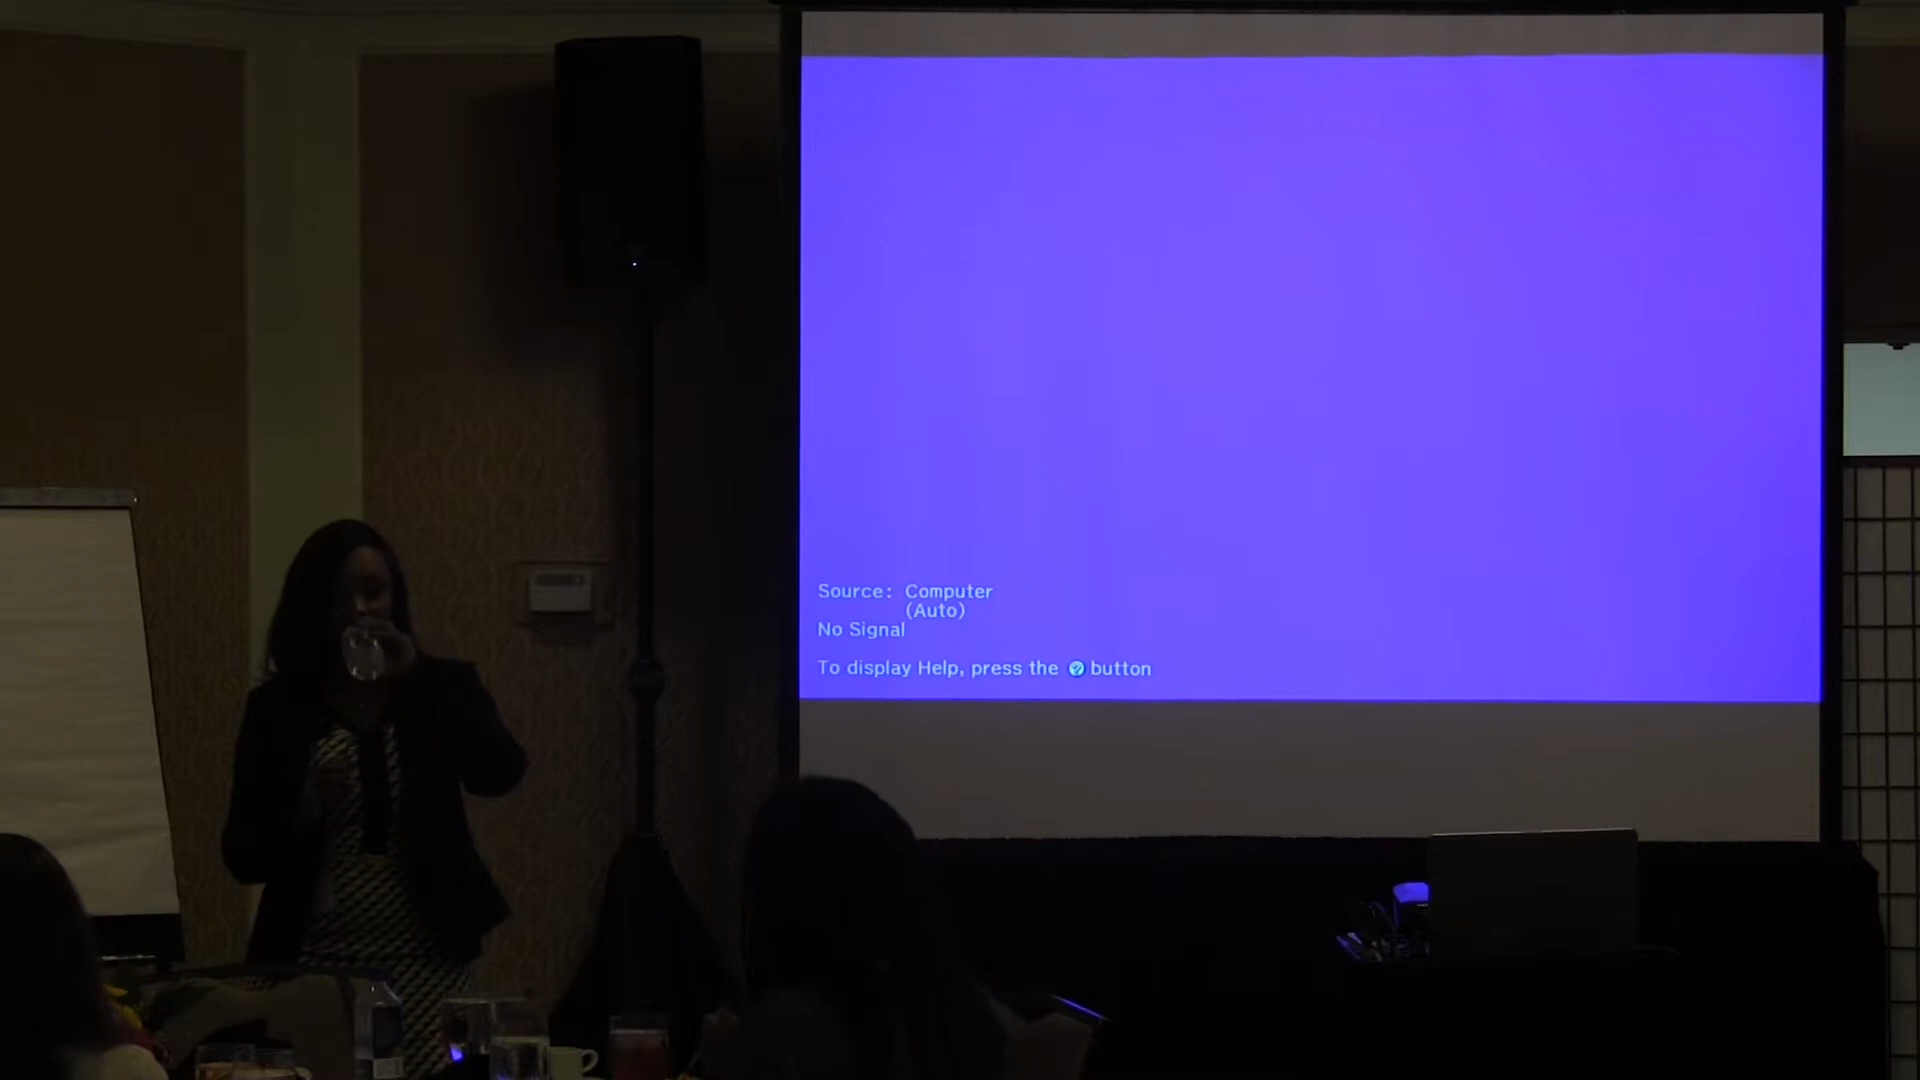 Source: Computer
(Auto)
No Signal
To display Help, press the ? button